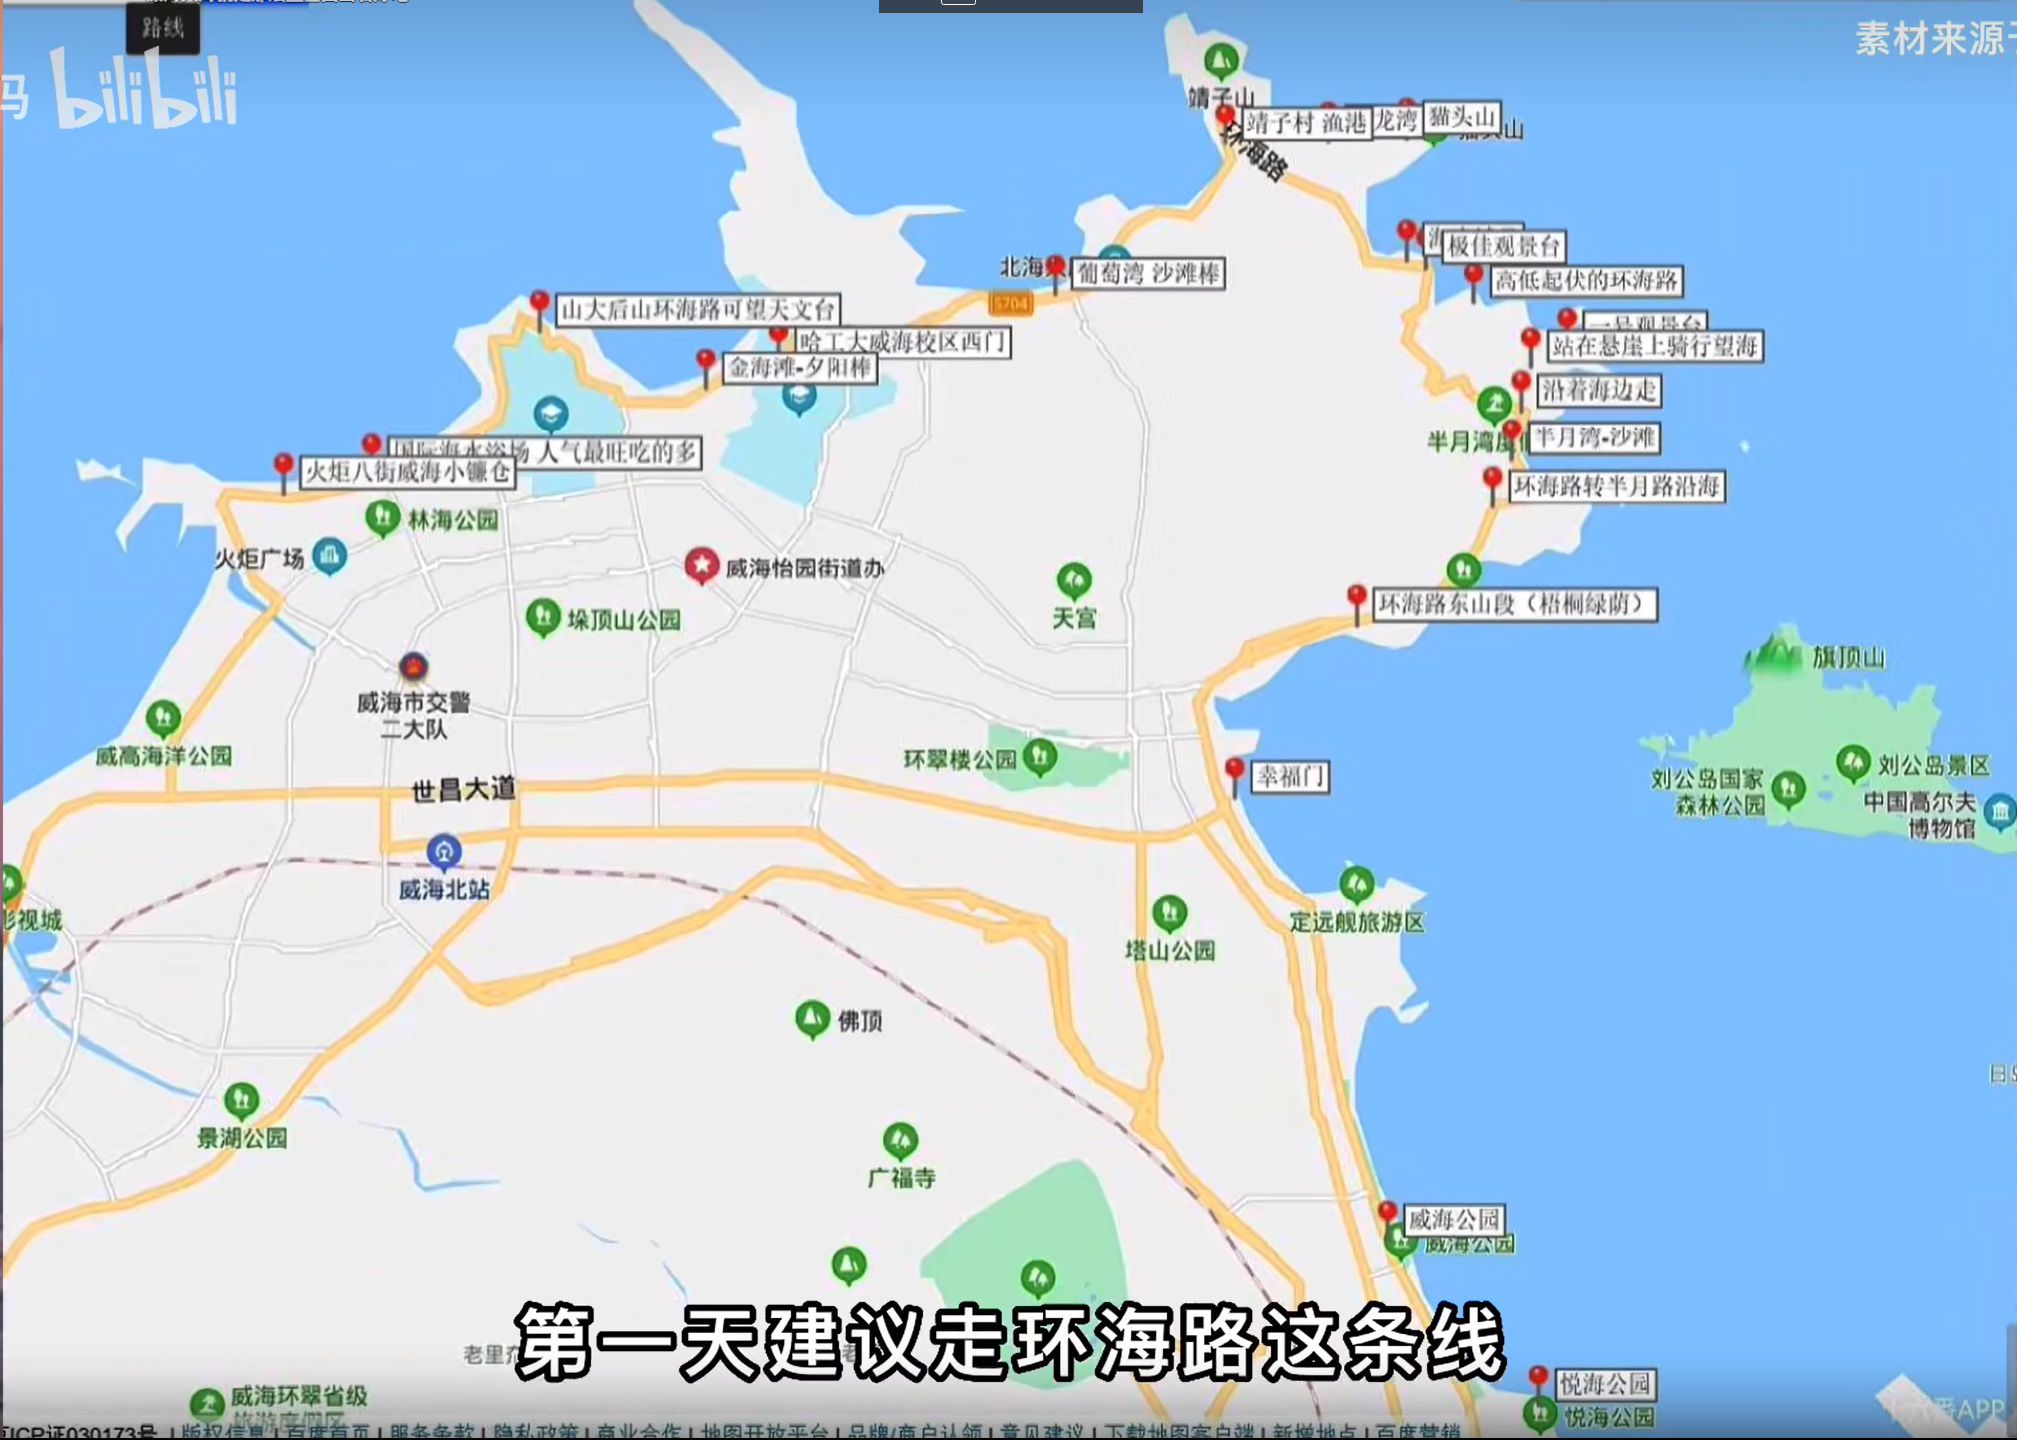 路线
素材来源
bilibili
靖子山
靖子村 渔港
龙湾
猫头山
环海路
极佳观景台
北海
葡萄湾 沙滩棒
高低起伏的环海路
S704
山大后山环海路可望天文台
一号观景台
哈工大威海校区西门
站在悬崖上骑行望海
金海滩-夕阳棒
沿着海边走
半月湾
半月湾-沙滩
国际海水浴场 人气最旺吃的多
火炬八街威海小镰仓
环海路转半月路沿海
林海公园
火炬广场
威海怡园街道办
天宫
环海路东山段（梧桐绿荫）
垛顶山公园
旗顶山
威海市交警
二大队
威高海洋公园
环翠楼公园
幸福门
刘公岛国家
森林公园
刘公岛景区
中国高尔夫
博物馆
世昌大道
威海北站
影视城
定远舰旅游区
塔山公园
佛顶
景湖公园
广福寺
威海公园
威海公园
第一天建议走环海路这条线
老里
悦海公园
悦海公园
威海环翠省级
旅游度假区
ICP证030173号 | 版权信息 | 百度首页 | 服务条款 | 隐私政策 | 商业合作 | 地图开放平台 | 品牌/商户认领 | 意见建议 | 下载地图客户端 | 新增地点 | 百度营销